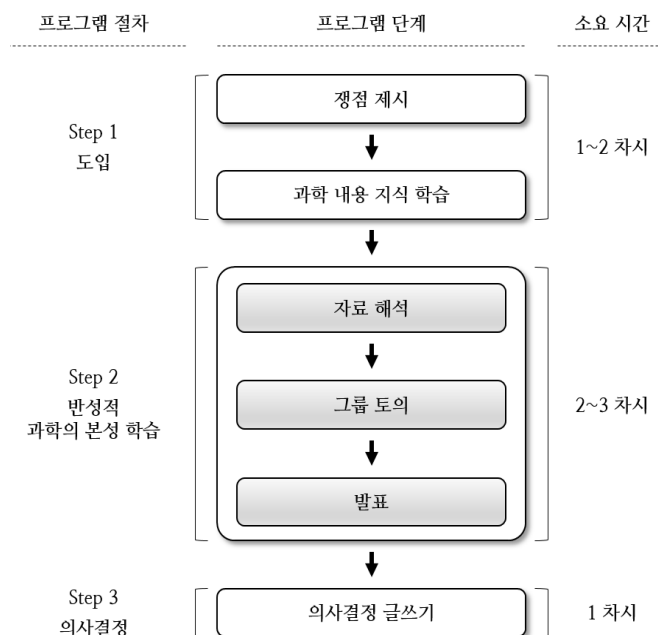 프로그램 절차
프로그램 단계
소요 시간
쟁점 제시
Step 1
도입
1~2 차시
과학 내용 지식 학습
자료 해석
Step 2
반성적
과학의 본성 학습
그룹 토의
2~3 차시
발표
Step 3
의사결정
의사결정 글쓰기
1 차시